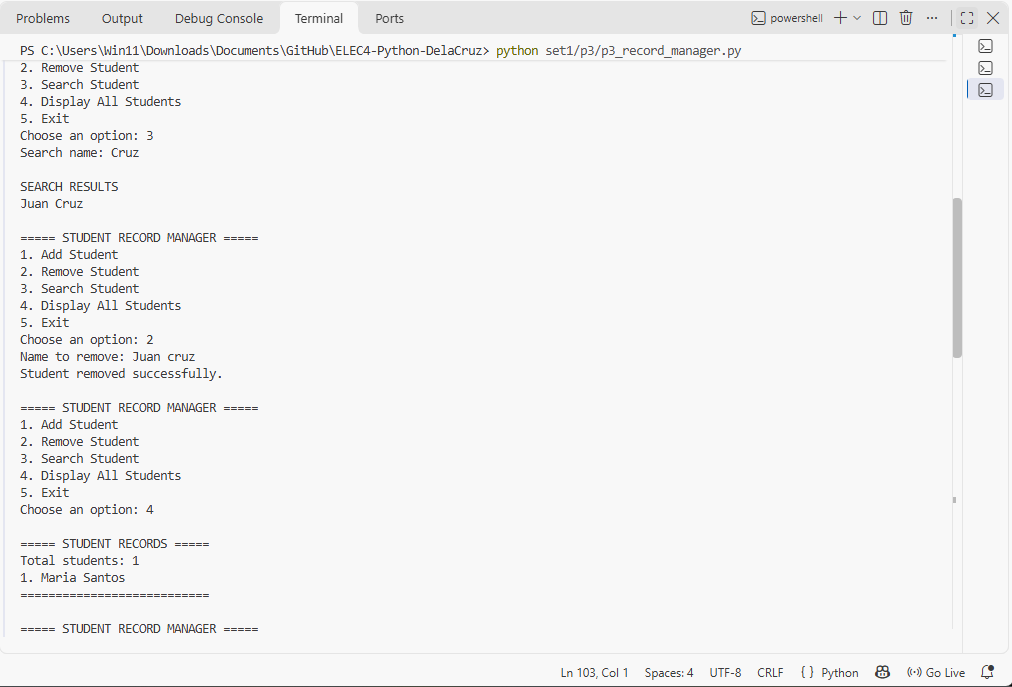 Problems Output Debug Console Terminal Ports powershell
PS C:\Users\Win11\Downloads\Documents\GitHub\ELEC4-Python-DelaCruz> python set1/p3/p3_record_manager.py
2. Remove Student
3. Search Student
4. Display All Students
5. Exit
Choose an option: 3
Search name: Cruz

SEARCH RESULTS
Juan Cruz

===== STUDENT RECORD MANAGER =====
1. Add Student
2. Remove Student
3. Search Student
4. Display All Students
5. Exit
Choose an option: 2
Name to remove: Juan cruz
Student removed successfully.

===== STUDENT RECORD MANAGER =====
1. Add Student
2. Remove Student
3. Search Student
4. Display All Students
5. Exit
Choose an option: 4

===== STUDENT RECORDS =====
Total students: 1
1. Maria Santos
===========================

===== STUDENT RECORD MANAGER =====
Ln 103, Col 1 Spaces: 4 UTF-8 CRLF { } Python Go Live